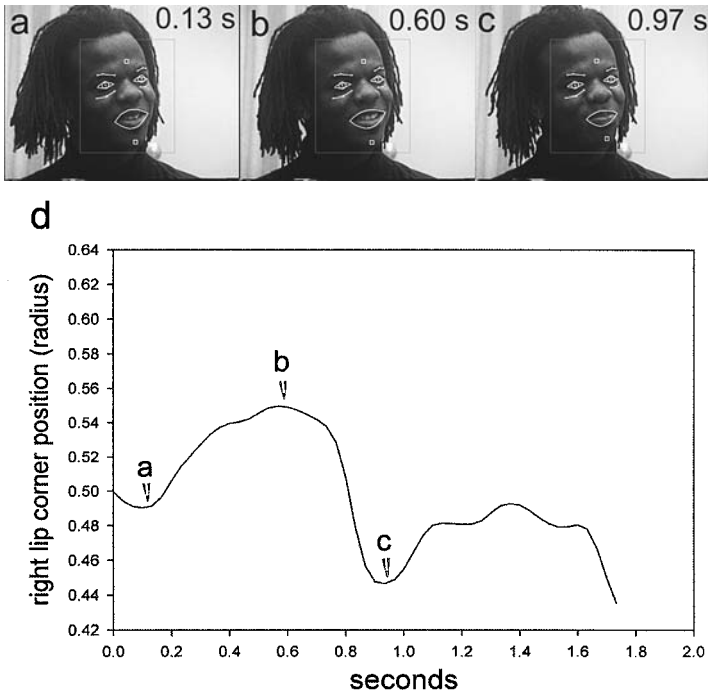 a 0.13 s b 0.60 s c 0.97 s
d
0.64
0.62
0.60
0.58
0.56
0.54
0.52
0.50
0.48
0.46
0.44
0.42
right lip corner position (radius)
b
a
c
0.0 0.2 0.4 0.6 0.8 1.0 1.2 1.4 1.6 1.8 2.0
seconds